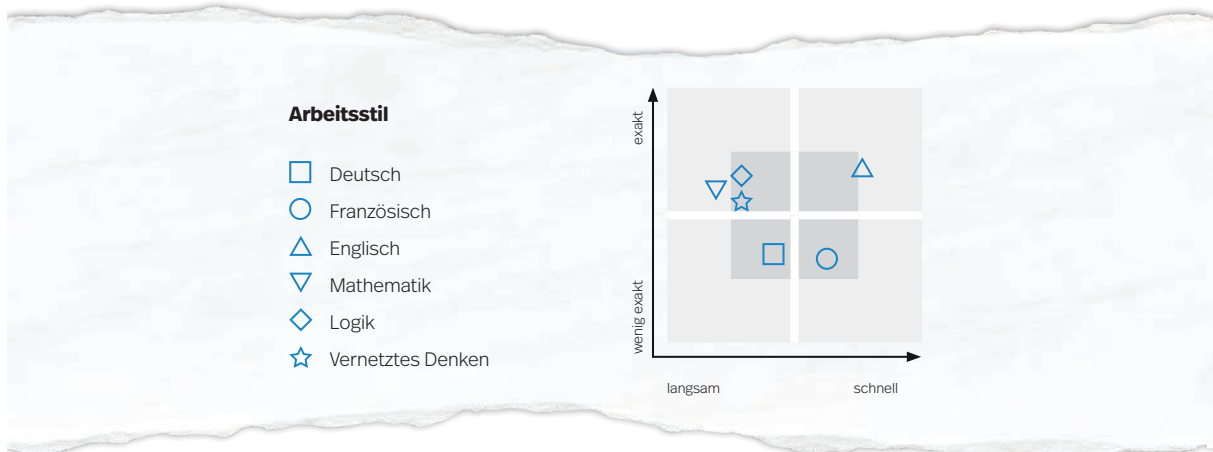 Arbeitsstil
Deutsch
Französisch
Englisch
Mathematik
Logik
Vernetztes Denken
exakt
wenig exakt
langsam
schnell